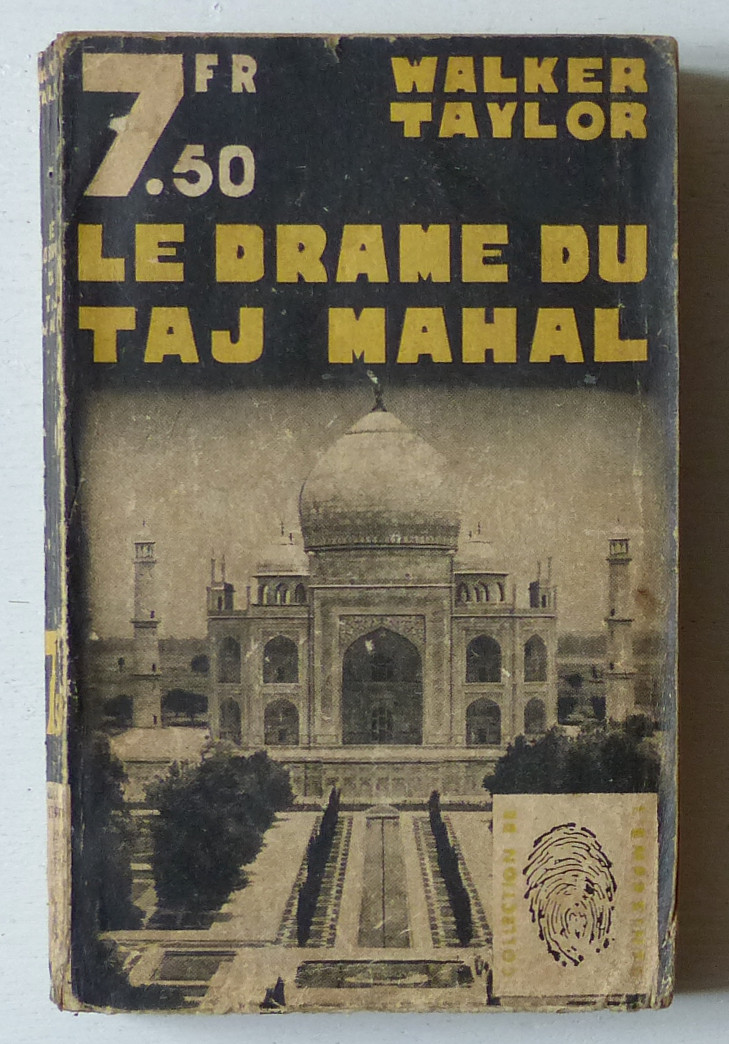 7 FR
.50
WALKER
TAYLOR
LE DRAME DU
TAJ MAHAL
COLLECTION DE
L'EMPREINTE